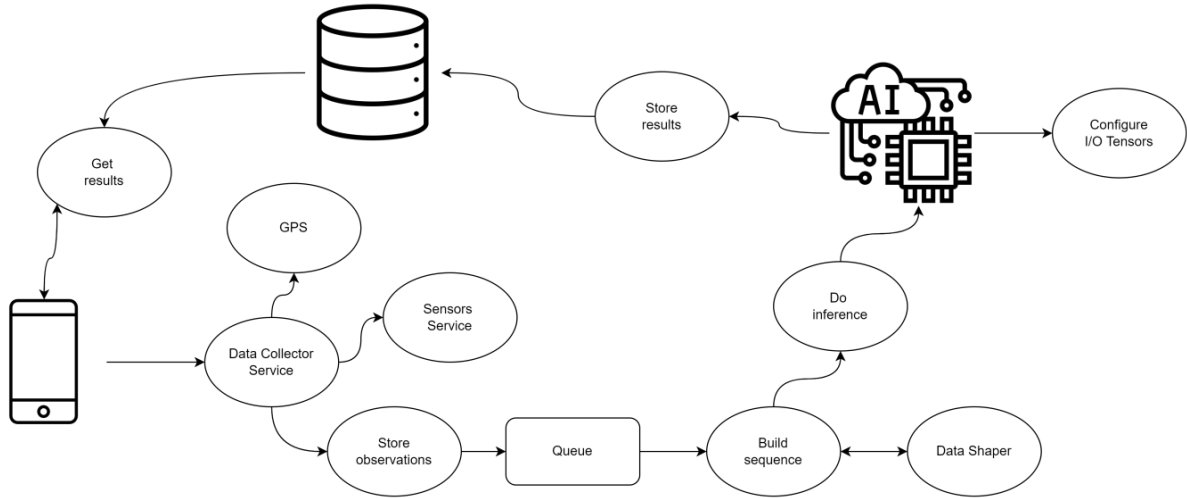 AI
Store
results
Configure
I/O Tensors
Get
results
GPS
Sensors
Service
Do
inference
Data Collector
Service
Store
observations
Queue
Build
sequence
Data Shaper